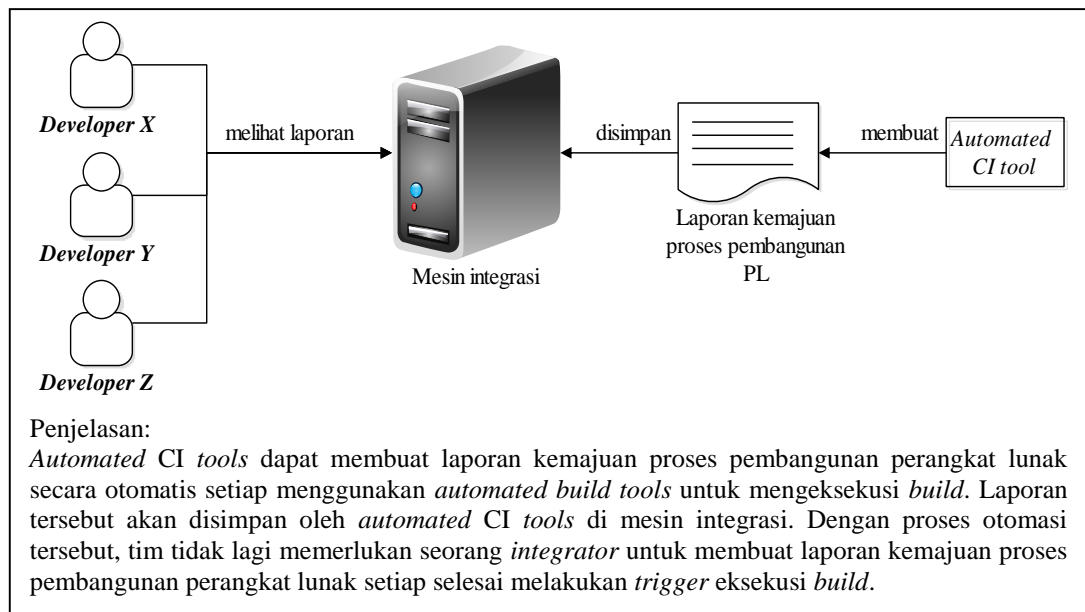 Developer X
melihat laporan
disimpan
membuat
Automated
CI tool
Developer Y
Mesin integrasi
Laporan kemajuan
proses pembangunan
PL
Developer Z
Penjelasan:
Automated CI tools dapat membuat laporan kemajuan proses pembangunan perangkat lunak
secara otomatis setiap menggunakan automated build tools untuk mengeksekusi build. Laporan
tersebut akan disimpan oleh automated CI tools di mesin integrasi. Dengan proses otomasi
tersebut, tim tidak lagi memerlukan seorang integrator untuk membuat laporan kemajuan proses
pembangunan perangkat lunak setiap selesai melakukan trigger eksekusi build.